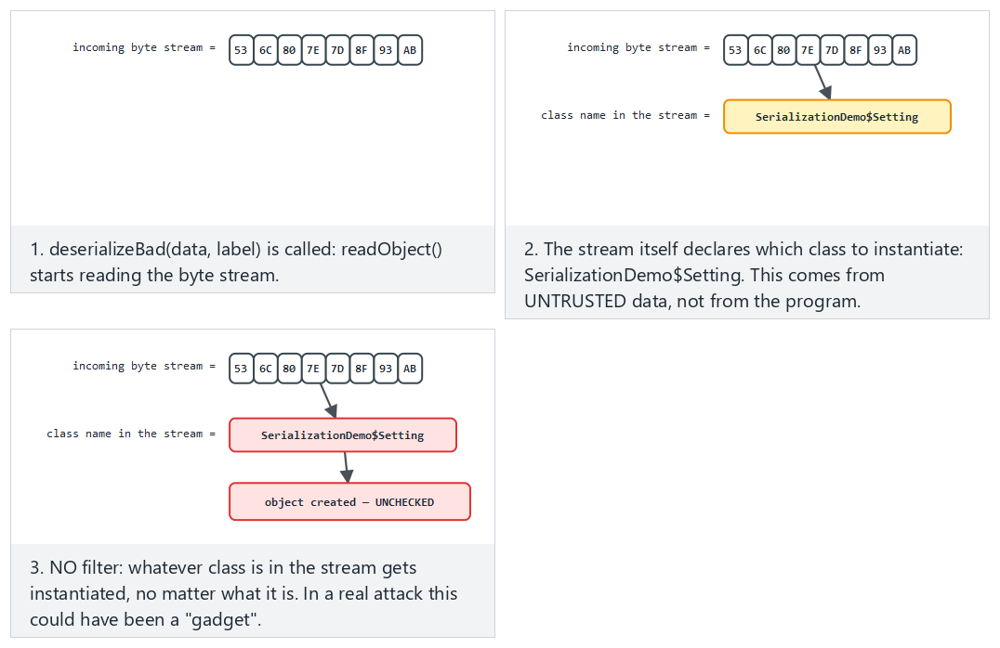 incoming byte stream = 53 6C 80 7E 7D 8F 93 AB
1. deserializeBad(data, label) is called: readObject()
starts reading the byte stream.
incoming byte stream = 53 6C 80 7E 7D 8F 93 AB
class name in the stream = SerializationDemo$Setting
2. The stream itself declares which class to instantiate:
SerializationDemo$Setting. This comes from
UNTRUSTED data, not from the program.
incoming byte stream = 53 6C 80 7E 7D 8F 93 AB
class name in the stream = SerializationDemo$Setting
object created — UNCHECKED
3. NO filter: whatever class is in the stream gets
instantiated, no matter what it is. In a real attack this
could have been a "gadget".